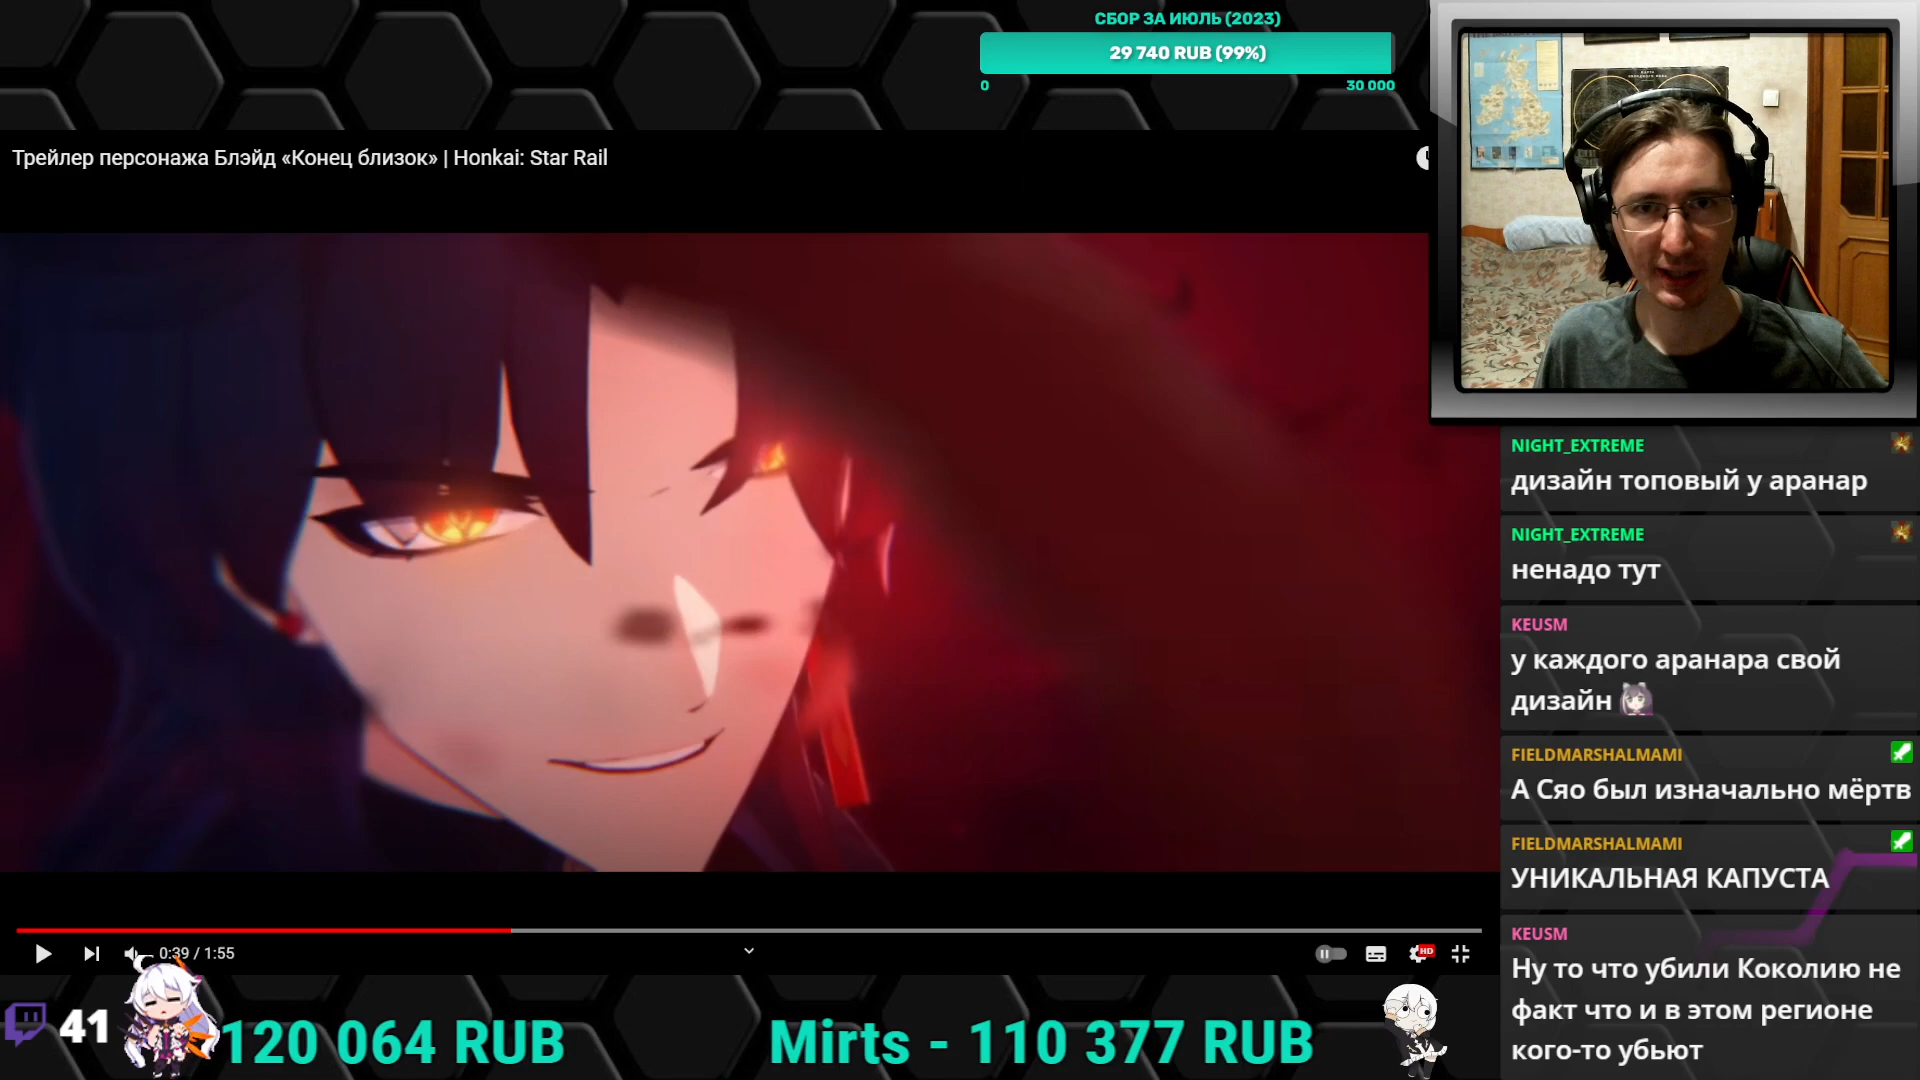 СБОР ЗА ИЮЛЬ (2023)
29 740 RUB (99%)
0
30 000
Трейлер персонажа Блэйд «Конец близок» | Honkai: Star Rail
NIGHT_EXTREME
дизайн топовый у аранар
NIGHT_EXTREME
ненадо тут
KEUSM
у каждого аранара свой
дизайн
FIELDMARSHALMAMI
А Сяо был изначально мёртв
FIELDMARSHALMAMI
УНИКАЛЬНАЯ КАПУСТА
KEUSM
Ну то что убили Коколию не
факт что и в этом регионе
кого-то убьют
0:39 / 1:55
HD
41
120 064 RUB
Mirts - 110 377 RUB